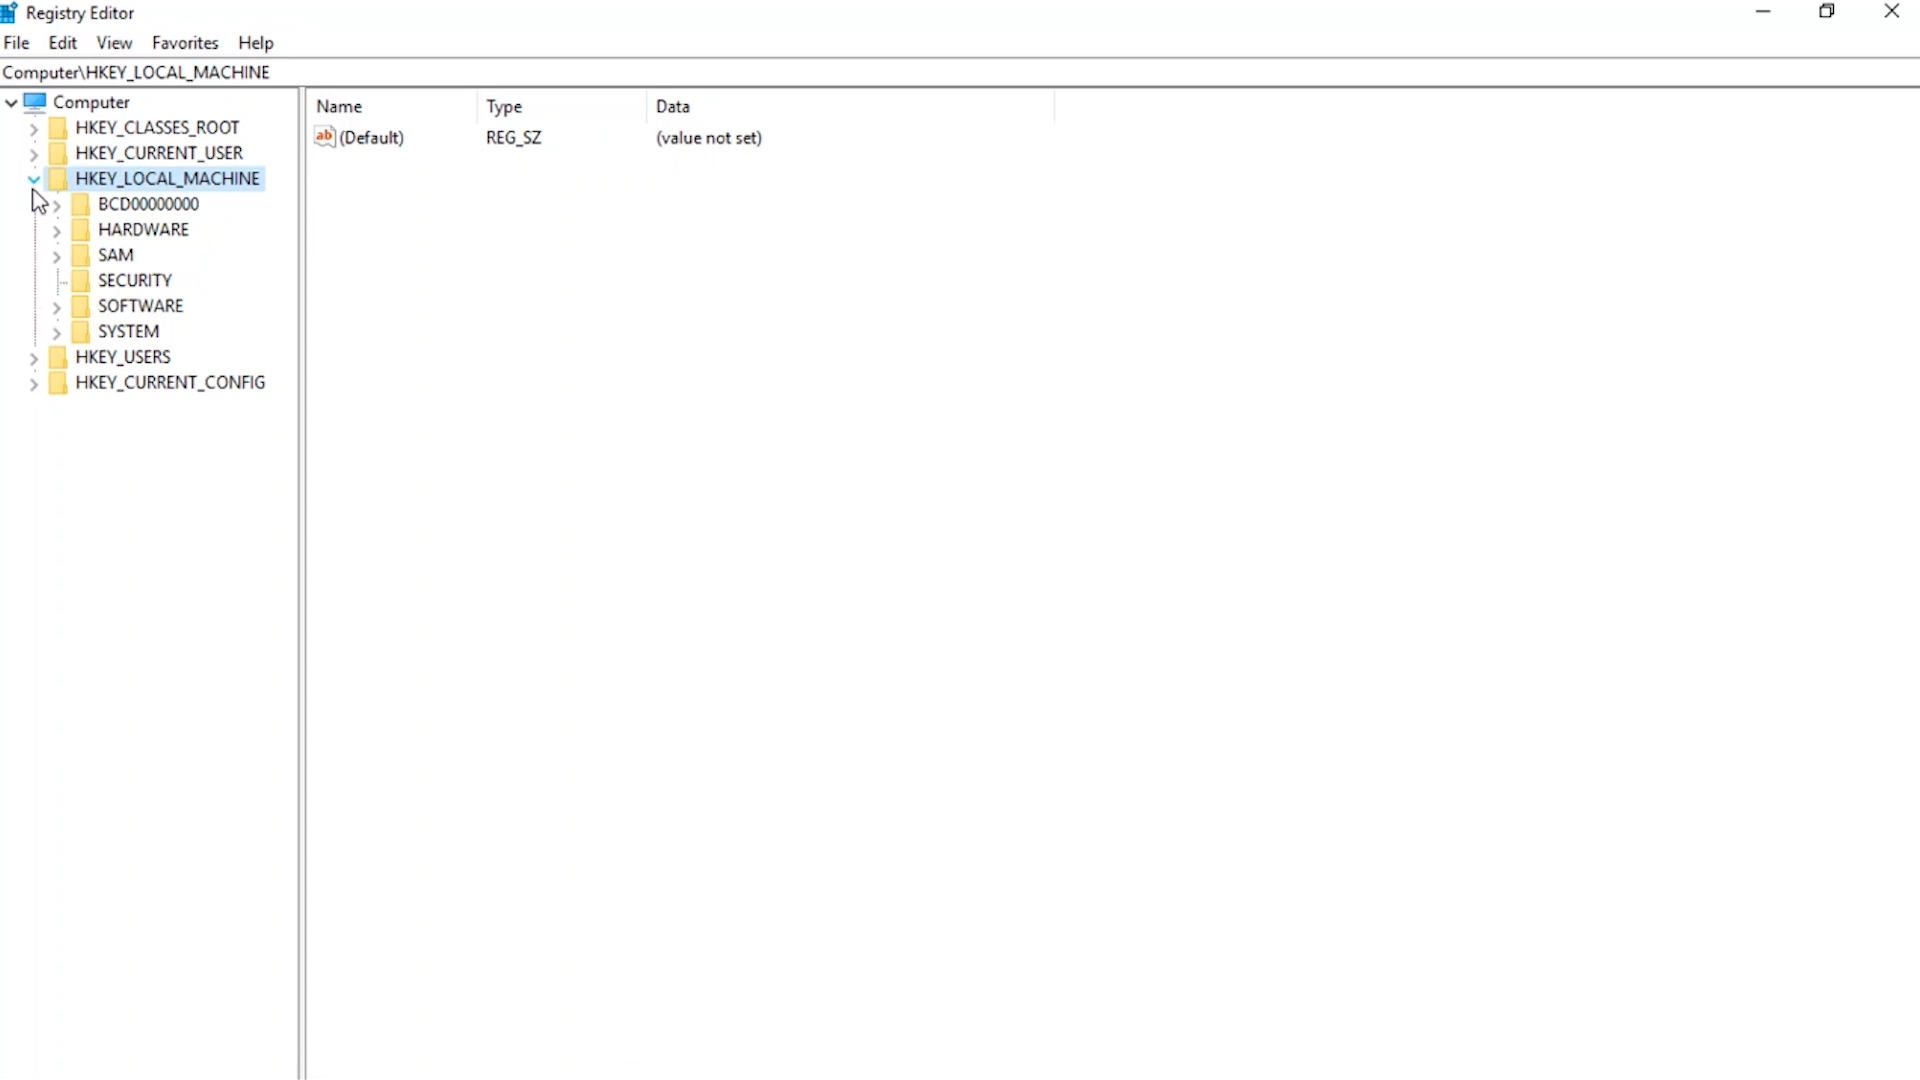 Registry Editor
File Edit View Favorites Help
Computer\HKEY_LOCAL_MACHINE
Computer
HKEY_CLASSES_ROOT
HKEY_CURRENT_USER
HKEY_LOCAL_MACHINE
BCD00000000
HARDWARE
SAM
SECURITY
SOFTWARE
SYSTEM
HKEY_USERS
HKEY_CURRENT_CONFIG
Name Type Data
ab (Default) REG_SZ (value not set)